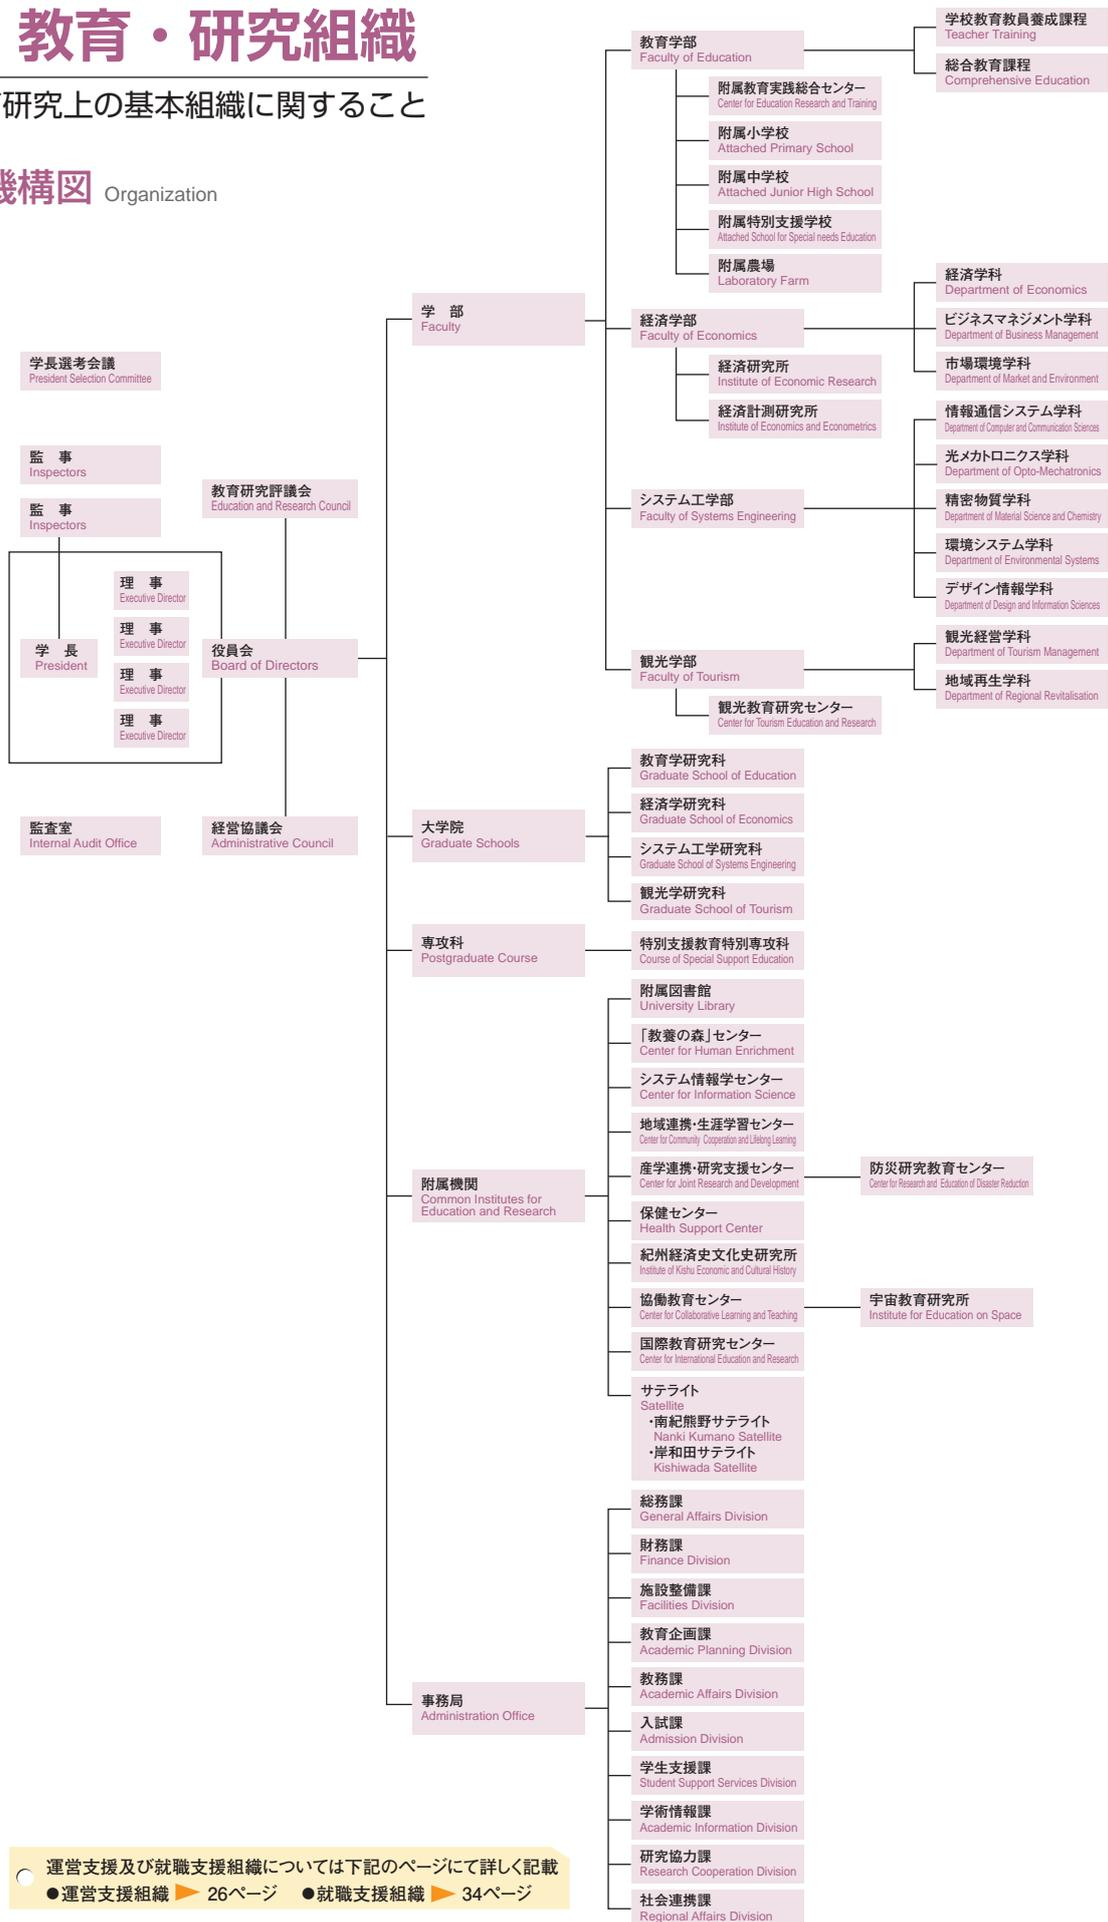 教育・研究組織
研究上の基本組織に関すること
機構図 Organization
学長選考会議
President Selection Committee
監 事
Inspectors
監 事
Inspectors
学 長
President
理 事
Executive Director
理 事
Executive Director
理 事
Executive Director
理 事
Executive Director
監査室
Internal Audit Office
教育研究評議会
Education and Research Council
役員会
Board of Directors
経営協議会
Administrative Council
学 部
Faculty
教育学部
Faculty of Education
学校教育教員養成課程
Teacher Training
総合教育課程
Comprehensive Education
附属教育実践総合センター
Center for Education Research and Training
附属小学校
Attached Primary School
附属中学校
Attached Junior High School
附属特別支援学校
Attached School for Special needs Education
附属農場
Laboratory Farm
経済学部
Faculty of Economics
経済学科
Department of Economics
ビジネスマネジメント学科
Department of Business Management
市場環境学科
Department of Market and Environment
経済研究所
Institute of Economic Research
経済計測研究所
Institute of Economics and Econometrics
システム工学部
Faculty of Systems Engineering
情報通信システム学科
Department of Computer and Communication Sciences
光メカトロニクス学科
Department of Opto-Mechatronics
精密物質学科
Department of Material Science and Chemistry
環境システム学科
Department of Environmental Systems
デザイン情報学科
Department of Design and Information Sciences
観光学部
Faculty of Tourism
観光経営学科
Department of Tourism Management
地域再生学科
Department of Regional Revitalisation
観光教育研究センター
Center for Tourism Education and Research
大学院
Graduate Schools
教育学研究科
Graduate School of Education
経済学研究科
Graduate School of Economics
システム工学研究科
Graduate School of Systems Engineering
観光学研究科
Graduate School of Tourism
専攻科
Postgraduate Course
特別支援教育特別専攻科
Course of Special Support Education
附属機関
Common Institutes for
Education and Research
附属図書館
University Library
「教養の森」センター
Center for Human Enrichment
システム情報学センター
Center for Information Science
地域連携・生涯学習センター
Center for Community Cooperation and Lifelong Learning
産学連携・研究支援センター
Center for Joint Research and Development
防災研究教育センター
Center for Research and Education of Disaster Reduction
保健センター
Health Support Center
紀州経済史文化史研究所
Institute of Kishu Economic and Cultural History
協働教育センター
Center for Collaborative Learning and Teaching
宇宙教育研究所
Institute for Education on Space
国際教育研究センター
Center for International Education and Research
サテライト
Satellite
・南紀熊野サテライト
Nanki Kumano Satellite
・岸和田サテライト
Kishiwada Satellite
事務局
Administration Office
総務課
General Affairs Division
財務課
Finance Division
施設整備課
Facilities Division
教育企画課
Academic Planning Division
教務課
Academic Affairs Division
入試課
Admission Division
学生支援課
Student Support Services Division
学術情報課
Academic Information Division
研究協力課
Research Cooperation Division
社会連携課
Regional Affairs Division
運営支援及び就職支援組織については下記のページにて詳しく記載
●運営支援組織 ▶ 26ページ ●就職支援組織 ▶ 34ページ